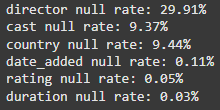 director null rate: 29.91%
cast null rate: 9.37%
country null rate: 9.44%
date_added null rate: 0.11%
rating null rate: 0.05%
duration null rate: 0.03%